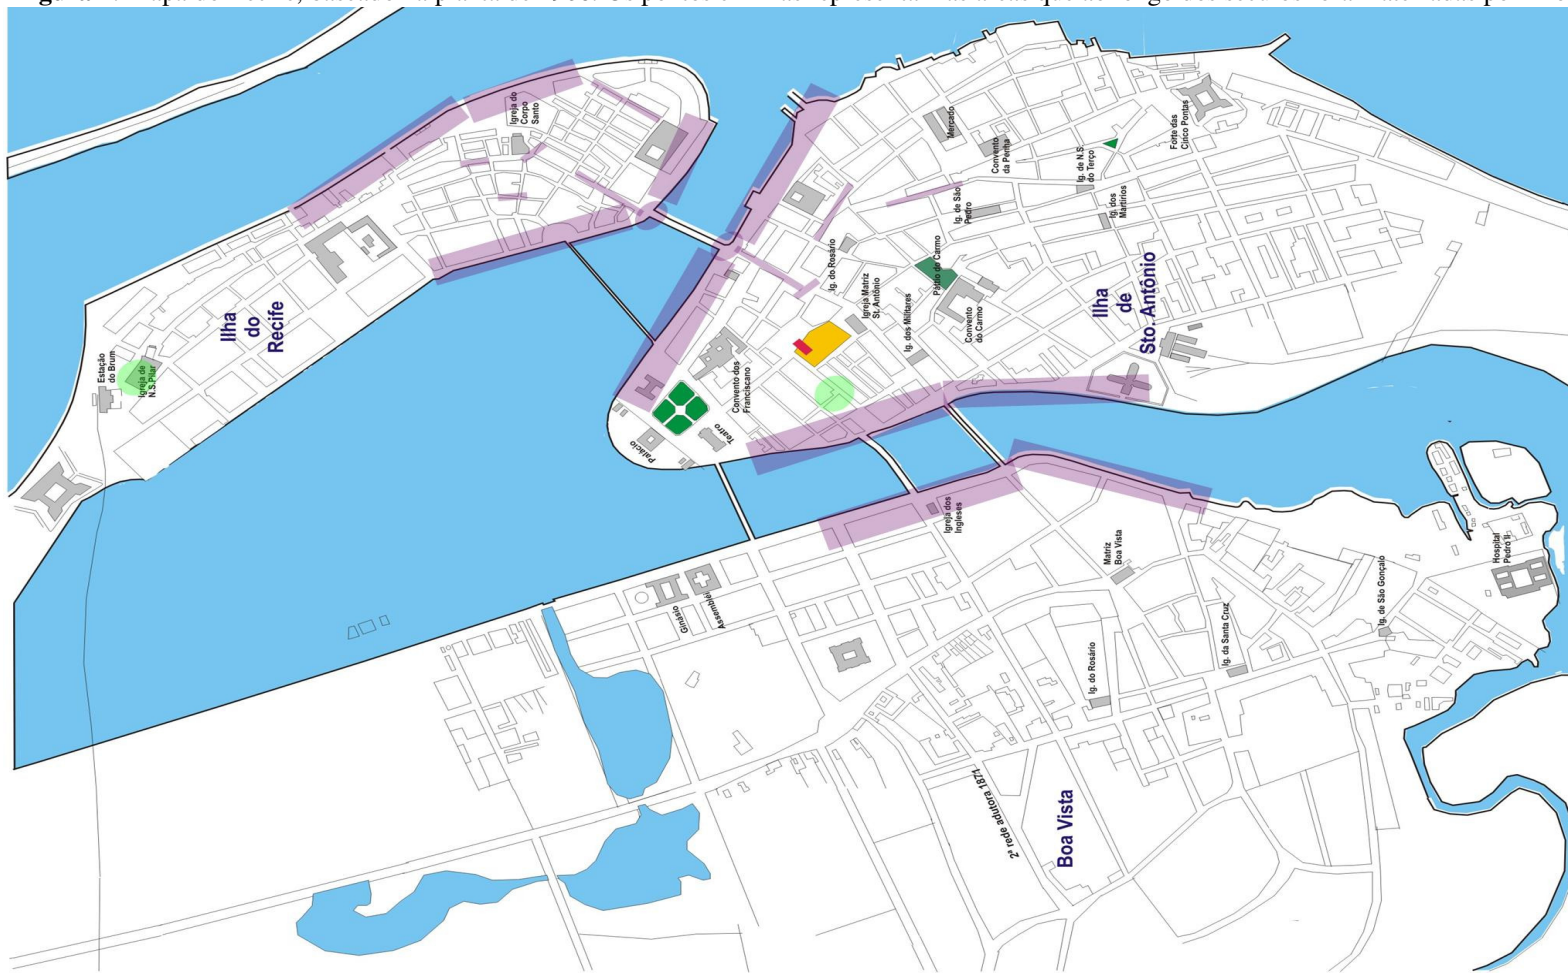 Igreja do
Corpo
Santo
Ilha
do
Recife
Estação
do Brum
Igreja de
N.S Pilar
Mercado
Convento
da Penha
Forte das
Cinco Pontas
Ig. de N.S.
do Terço
Ig. de São
Pedro
Ig. dos
Martirios
Ig. do Rosário
Pátio do Carmo
Igreja Matriz
St. Antônio
Ig. dos Militares
Convento
do Carmo
Ilha
de
Sto. Antônio
Convento dos
Franciscano
Teatro
Palácio
Igreja dos
Ingleses
Matriz
Boa Vista
Hospital
Pedro II
Ginásio
Ig. de São Gonçalo
Ig. da Santa Cruz
Ig. do Rosário
2ª rede adutora 1871
Boa Vista